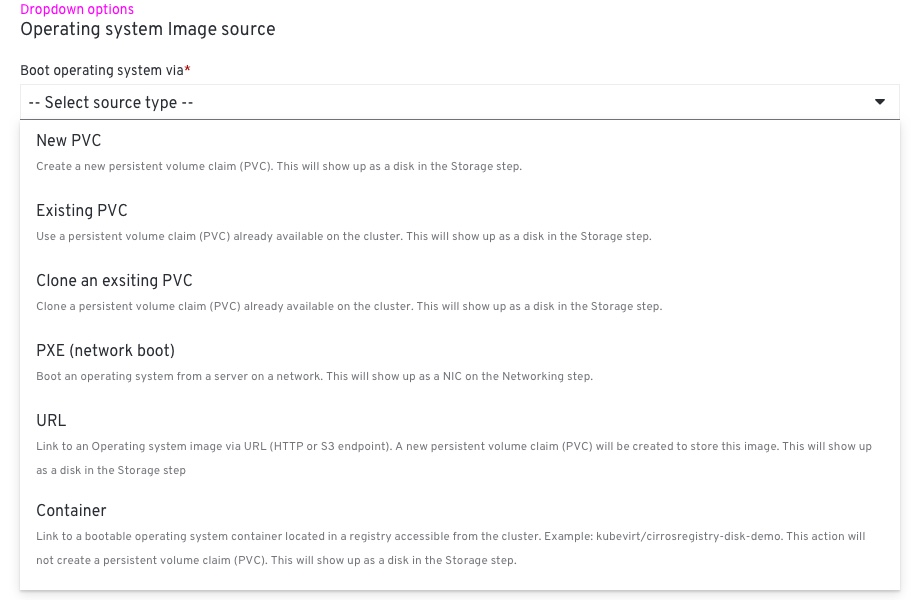 Dropdown options
Operating system Image source
Boot operating system via*
-- Select source type --
New PVC
Create a new persistent volume claim (PVC). This will show up as a disk in the Storage step.
Existing PVC
Use a persistent volume claim (PVC) already available on the cluster. This will show up as a disk in the Storage step.
Clone an exsiting PVC
Clone a persistent volume claim (PVC) already available on the cluster. This will show up as a disk in the Storage step.
PXE (network boot)
Boot an operating system from a server on a network. This will show up as a NIC on the Networking step.
URL
Link to an Operating system image via URL (HTTP or S3 endpoint). A new persistent volume claim (PVC) will be created to store this image. This will show up
as a disk in the Storage step
Container
Link to a bootable operating system container located in a registry accessible from the cluster. Example: kubevirt/cirrosregistry-disk-demo. This action will
not create a persistent volume claim (PVC). This will show up as a disk in the Storage step.